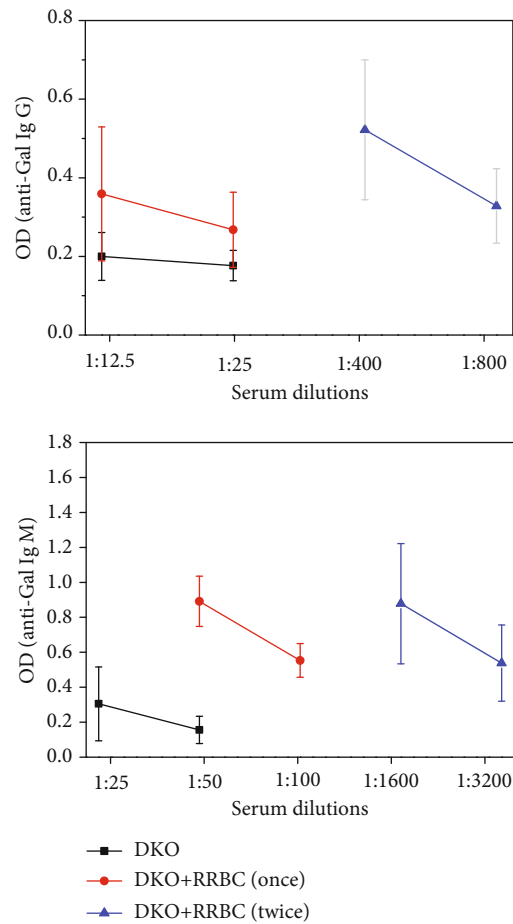 OD (anti-Gal Ig G)
0.8
0.6
0.4
0.2
0.0
1:12.5 1:25 1:400 1:800
Serum dilutions
OD (anti-Gal Ig M)
1.8
1.6
1.4
1.2
1.0
0.8
0.6
0.4
0.2
0.0
1:25 1:50 1:100 1:1600 1:3200
Serum dilutions
DKO
DKO+RRBC (once)
DKO+RRBC (twice)